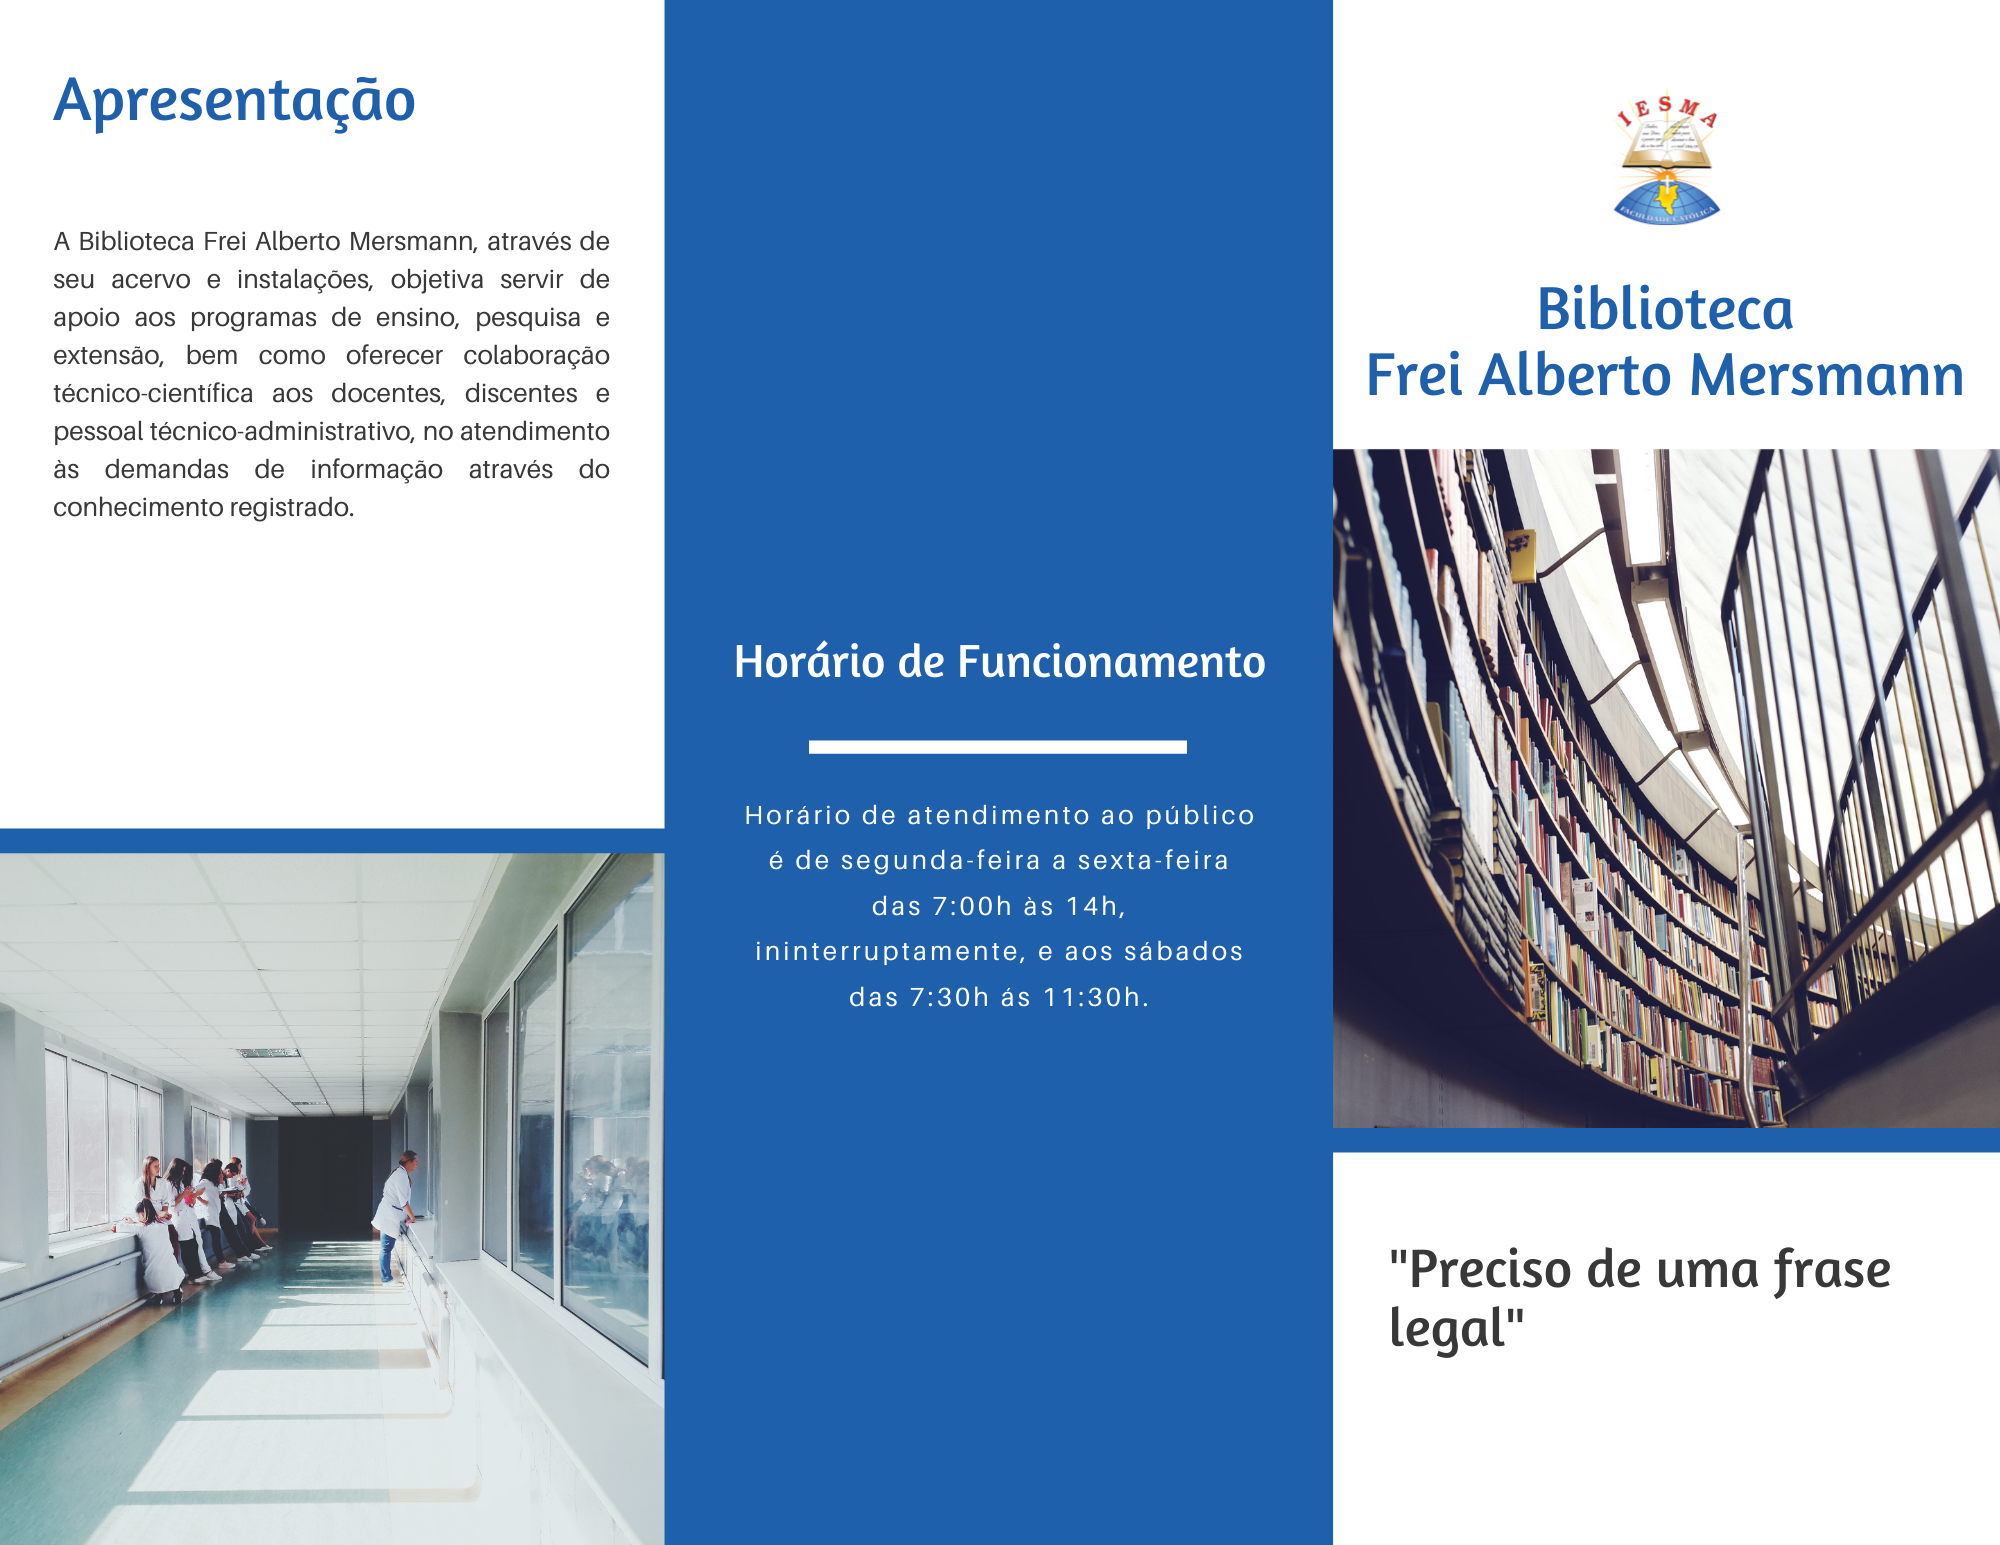 Apresentação
A Biblioteca Frei Alberto Mersmann, através de
seu acervo e instalações, objetiva servir de
apoio aos programas de ensino, pesquisa e
extensão, bem como oferecer colaboração
técnico-científica aos docentes, discentes e
pessoal técnico-administrativo, no atendimento
às demandas de informação através do
conhecimento registrado.
Horário de Funcionamento
Horário de atendimento ao público
é de segunda-feira a sexta-feira
das 7:00h às 14h,
ininterruptamente, e aos sábados
das 7:30h ás 11:30h.
IESMA
FACULDADE CATÓLICA
Biblioteca
Frei Alberto Mersmann
"Preciso de uma frase
legal"